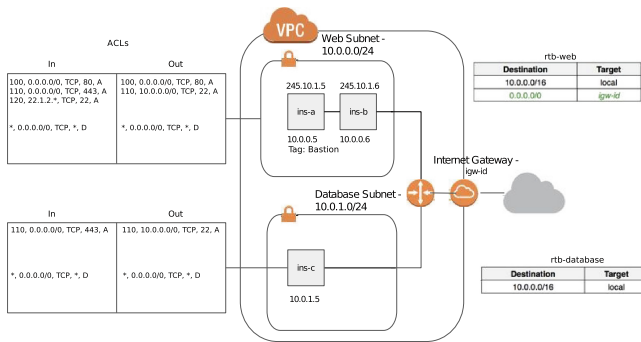 ACLs
In
Out
100, 0.0.0.0/0, TCP, 80, A
110, 0.0.0.0/0, TCP, 443, A
120, 22.1.2.*, TCP, 22, A
*, 0.0.0.0/0, TCP, *, D
100, 0.0.0.0/0, TCP, 80, A
110, 10.0.0.0/0, TCP, 22, A
*, 0.0.0.0/0, TCP, *, D
VPC
Web Subnet -
10.0.0.0/24
245.10.1.5
245.10.1.6
ins-a
ins-b
10.0.0.5
10.0.0.6
Tag: Bastion
rtb-web
Destination
Target
10.0.0.0/16
local
0.0.0.0/0
igw-id
Internet Gateway -
igw-id
Database Subnet -
10.0.1.0/24
In
Out
110, 0.0.0.0/0, TCP, 443, A
110, 10.0.0.0/0, TCP, 22, A
*, 0.0.0.0/0, TCP, *, D
*, 0.0.0.0/0, TCP, *, D
ins-c
10.0.1.5
rtb-database
Destination
Target
10.0.0.0/16
local